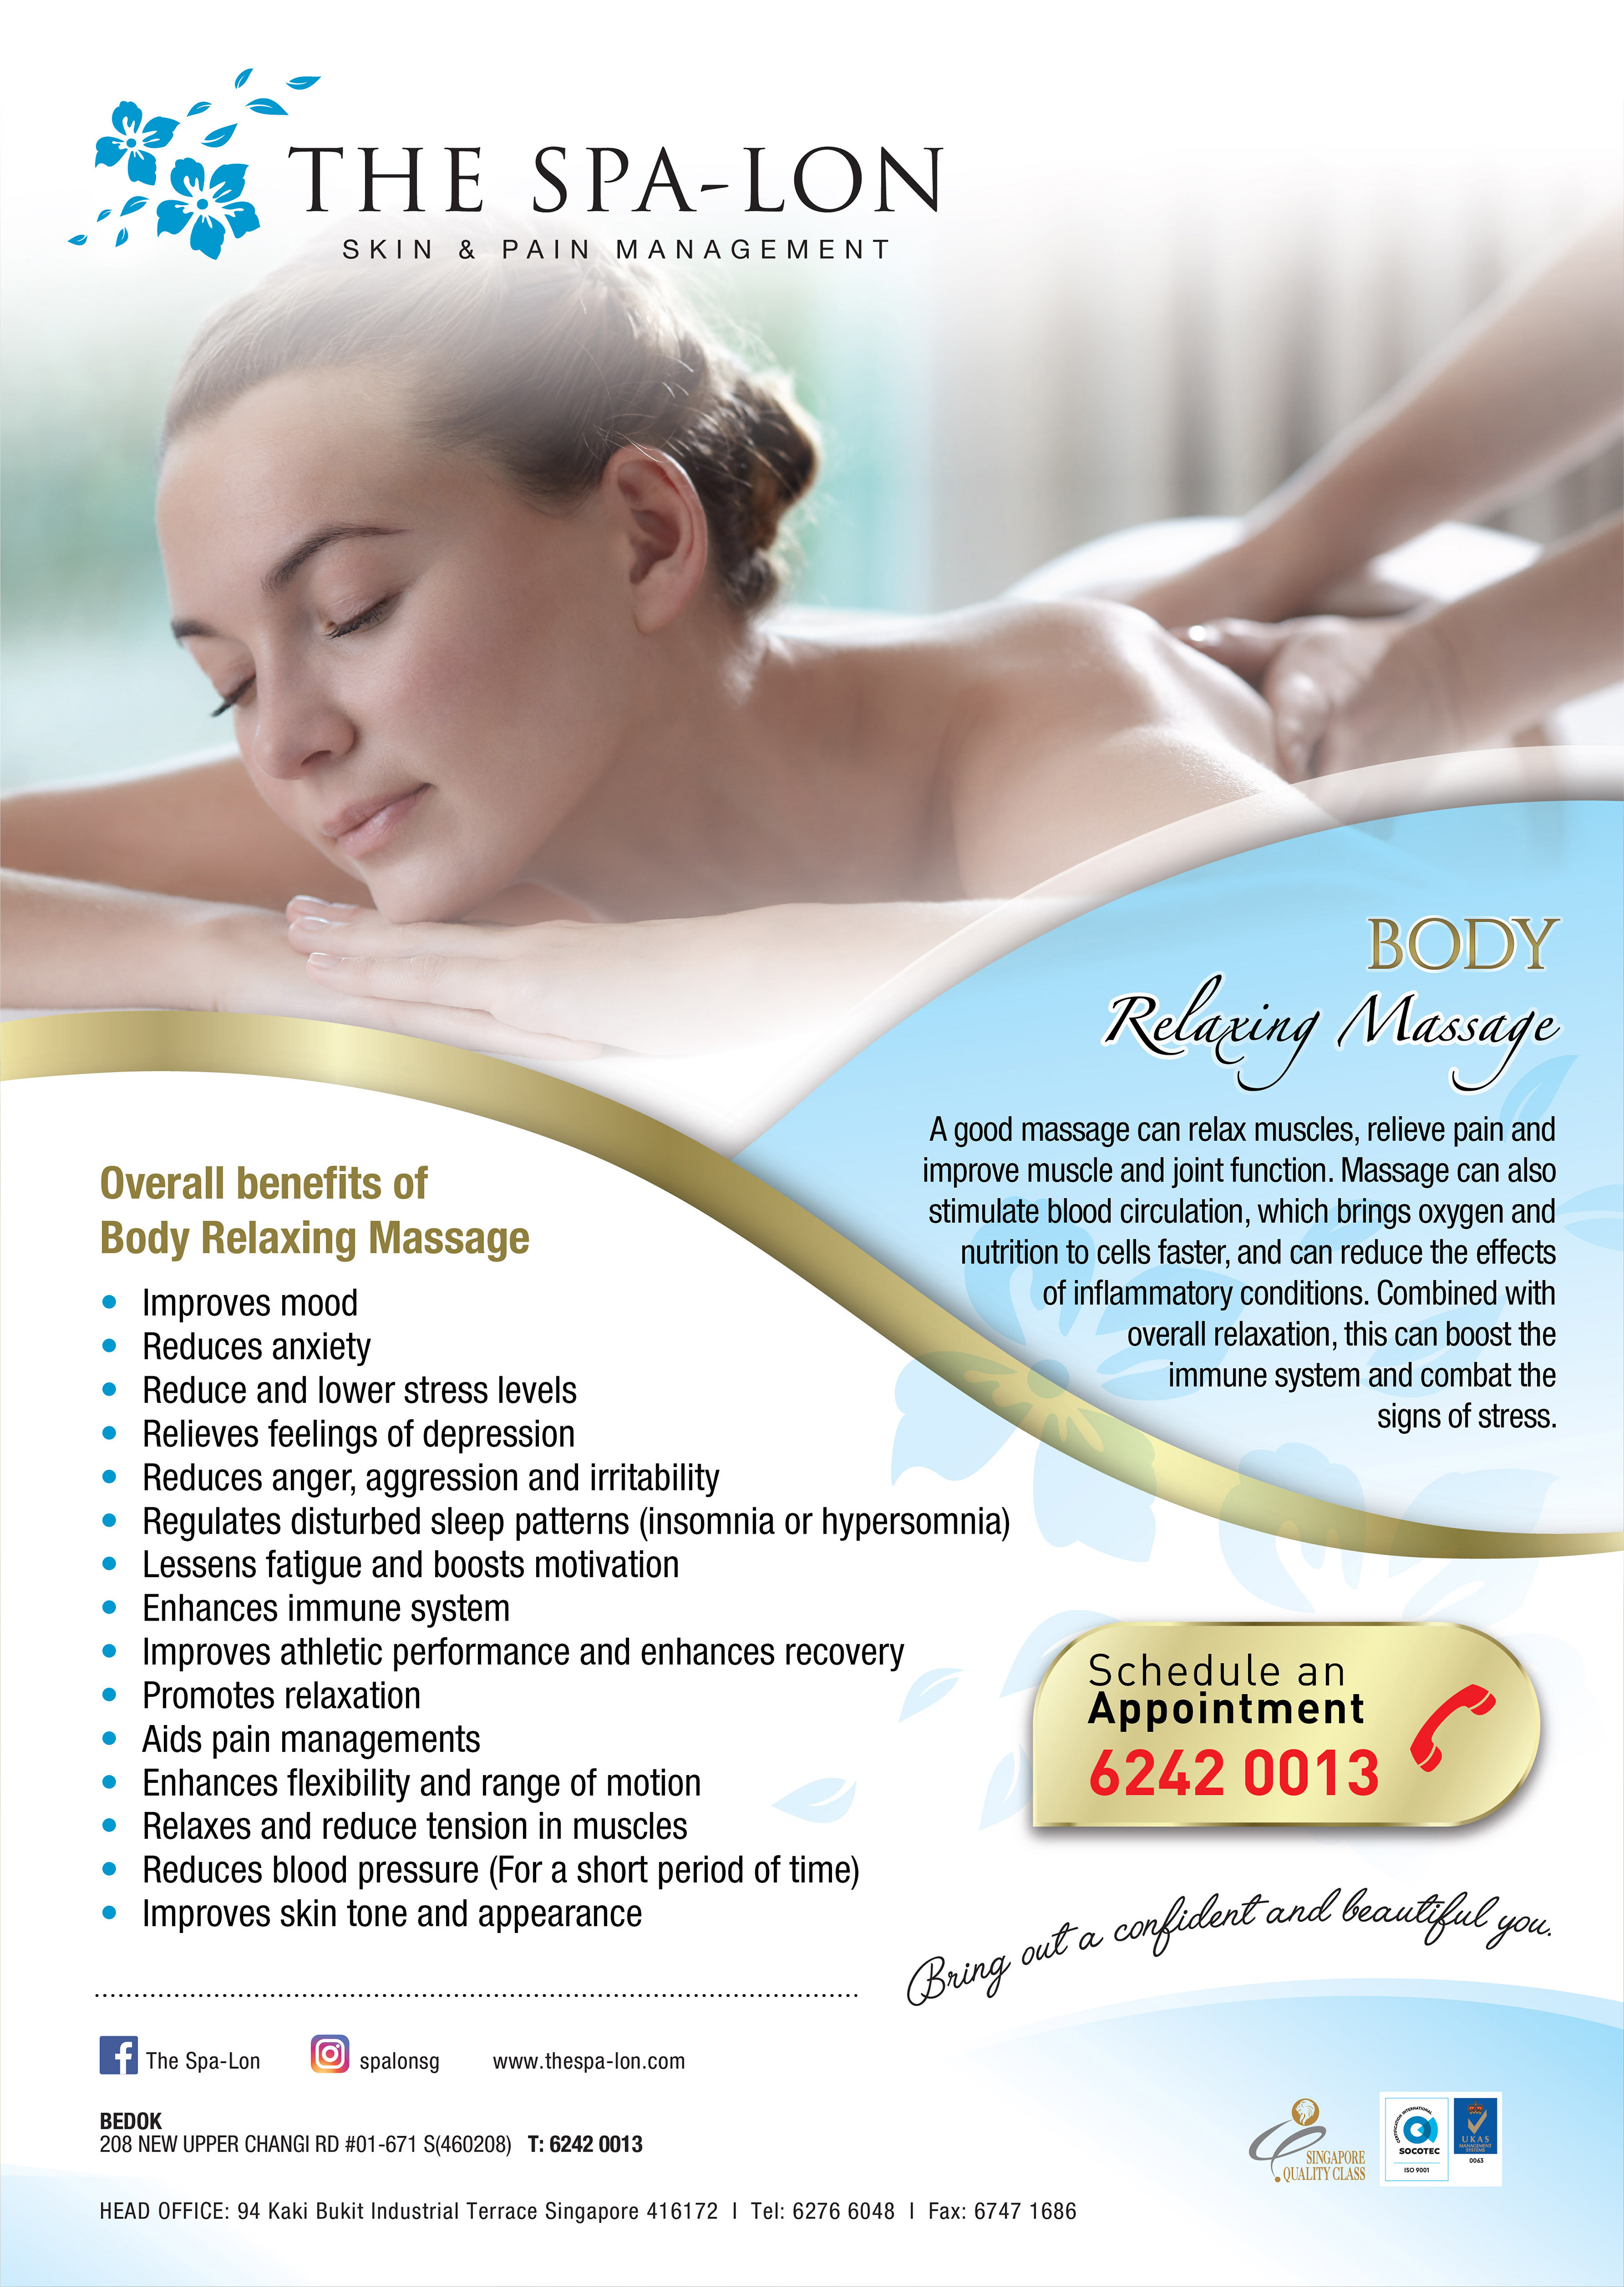 THE SPA-LON
SKIN & PAIN MANAGEMENT
BODY
Relaxing Massage
A good massage can relax muscles, relieve pain and
improve muscle and joint function. Massage can also
stimulate blood circulation, which brings oxygen and
nutrition to cells faster, and can reduce the effects
of inflammatory conditions. Combined with
overall relaxation, this can boost the
immune system and combat the
signs of stress.
Overall benefits of
Body Relaxing Massage
• Improves mood
• Reduces anxiety
• Reduce and lower stress levels
• Relieves feelings of depression
• Reduces anger, aggression and irritability
• Regulates disturbed sleep patterns (insomnia or hypersomnia)
• Lessens fatigue and boosts motivation
• Enhances immune system
• Improves athletic performance and enhances recovery
• Promotes relaxation
• Aids pain managements
• Enhances flexibility and range of motion
• Relaxes and reduce tension in muscles
• Reduces blood pressure (For a short period of time)
• Improves skin tone and appearance
Schedule an
Appointment
6242 0013
Bring out a confident and beautiful you.
The Spa-Lon spalonsg www.thespa-lon.com
BEDOK
208 NEW UPPER CHANGI RD #01-671 S(460208) T: 6242 0013
SINGAPORE
QUALITY CLASS
CERTIFICATION INTERNATIONAL
SOCOTEC
ISO 9001
UKAS
MANAGEMENT
SYSTEMS
0063
HEAD OFFICE: 94 Kaki Bukit Industrial Terrace Singapore 416172 I Tel: 6276 6048 I Fax: 6747 1686